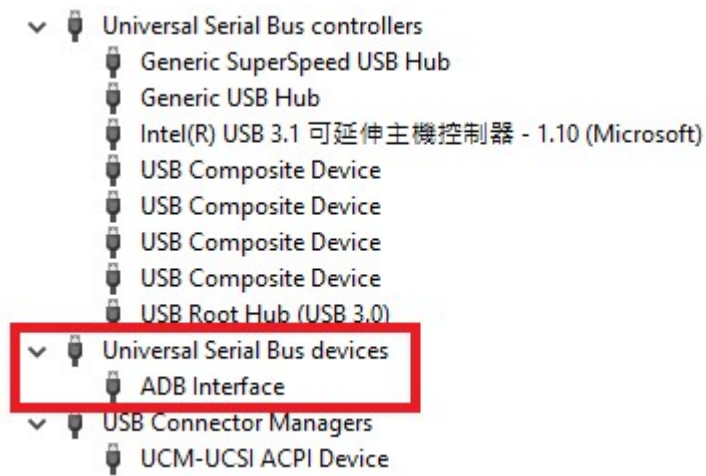 Universal Serial Bus controllers
Generic SuperSpeed USB Hub
Generic USB Hub
Intel(R) USB 3.1 可延伸主機控制器 - 1.10 (Microsoft)
USB Composite Device
USB Composite Device
USB Composite Device
USB Composite Device
USB Root Hub (USB 3.0)
Universal Serial Bus devices
ADB Interface
USB Connector Managers
UCM-UCSI ACPI Device